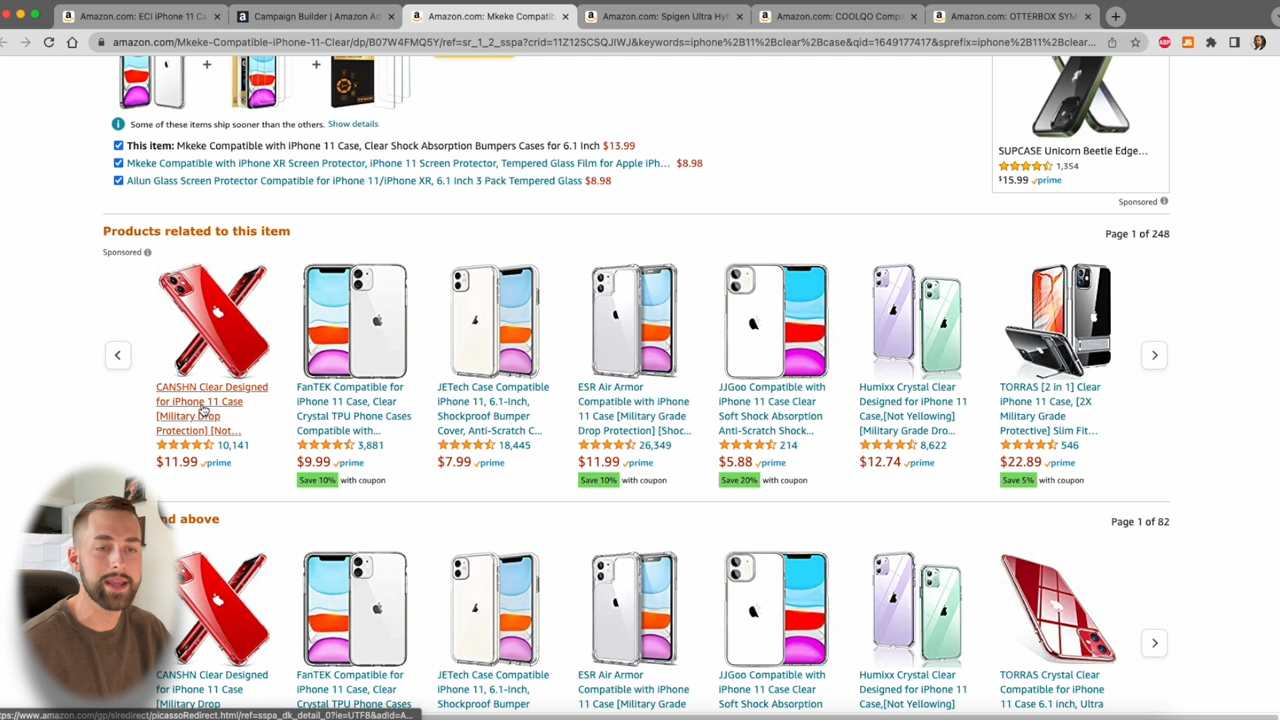 Amazon.com: ECI iPhone 11 C
Campaign Builder | Amazon Ad
Amazon.com: Mkeke Compatib
Amazon.com: Spigen Ultra Hyb
Amazon.com: COOLQO Compa
Amazon.com: OTTERBOX SYM
amazon.com/Mkeke-Compatible-iPhone-11-Clear/dp/B07W4FMQ5Y/ref=sr_1_2_sspa?crid=11Z12SCSQJIWJ&keywords=iphone%2B11%2Bclear%2Bcase&qid=1649177417&sprefix=iphone%2B11%2Bclear...
ABP
JS
Some of these items ship sooner than the others. Show details
This item: Mkeke Compatible with iPhone 11 Case, Clear Shock Absorption Bumpers Cases for 6.1 Inch $13.99
Mkeke Compatible with iPhone XR Screen Protector, iPhone 11 Screen Protector, Tempered Glass Film for Apple iPh... $8.98
Ailun Glass Screen Protector Compatible for iPhone 11/iPhone XR, 6.1 Inch 3 Pack Tempered Glass $8.98
SUPCASE Unicorn Beetle Edge...
1,354
$15.99 prime
Sponsored
Products related to this item
Page 1 of 248
Sponsored
CANSHN Clear Designed
for iPhone 11 Case
[Military Drop
Protection] [Not...
10,141
$11.99 prime
FanTEK Compatible for
iPhone 11 Case, Clear
Crystal TPU Phone Cases
Compatible with...
3,881
$9.99 prime
Save 10% with coupon
JETech Case Compatible
iPhone 11, 6.1-Inch,
Shockproof Bumper
Cover, Anti-Scratch C...
18,445
$7.99 prime
ESR Air Armor
Compatible with iPhone
11 Case [Military Grade
Drop Protection] [Shoc...
26,349
$11.99 prime
Save 10% with coupon
JJGoo Compatible with
iPhone 11 Case Clear
Soft Shock Absorption
Anti-Scratch Shock...
214
$5.88 prime
Save 20% with coupon
Humixx Crystal Clear
Designed for iPhone 11
Case,[Not Yellowing]
[Military Grade Dro...
8,622
$12.74 prime
TORRAS [2 in 1] Clear
iPhone 11 Case, [2X
Military Grade
Protective] Slim Fit...
546
$22.89 prime
Save 5% with coupon
nd above
Page 1 of 82
CANSHN Clear Designed
for iPhone 11 Case
[Military Drop
FanTEK Compatible for
iPhone 11 Case, Clear
Crystal TPU Phone Cases
JETech Case Compatible
iPhone 11, 6.1-Inch,
Shockproof Bumper
ESR Air Armor
Compatible with iPhone
11 Case [Military Grade
JJGoo Compatible with
iPhone 11 Case Clear
Soft Shock Absorption
Humixx Crystal Clear
Designed for iPhone 11
Case,[Not Yellowing]
TORRAS Crystal Clear
Compatible for iPhone
11 Case 6.1 Inch, Ultra
ttps://www.amazon.com/gp/slredirect/picassoRedirect.html/ref=sspa_dk_detail_0?ie=UTF8&adId=A...